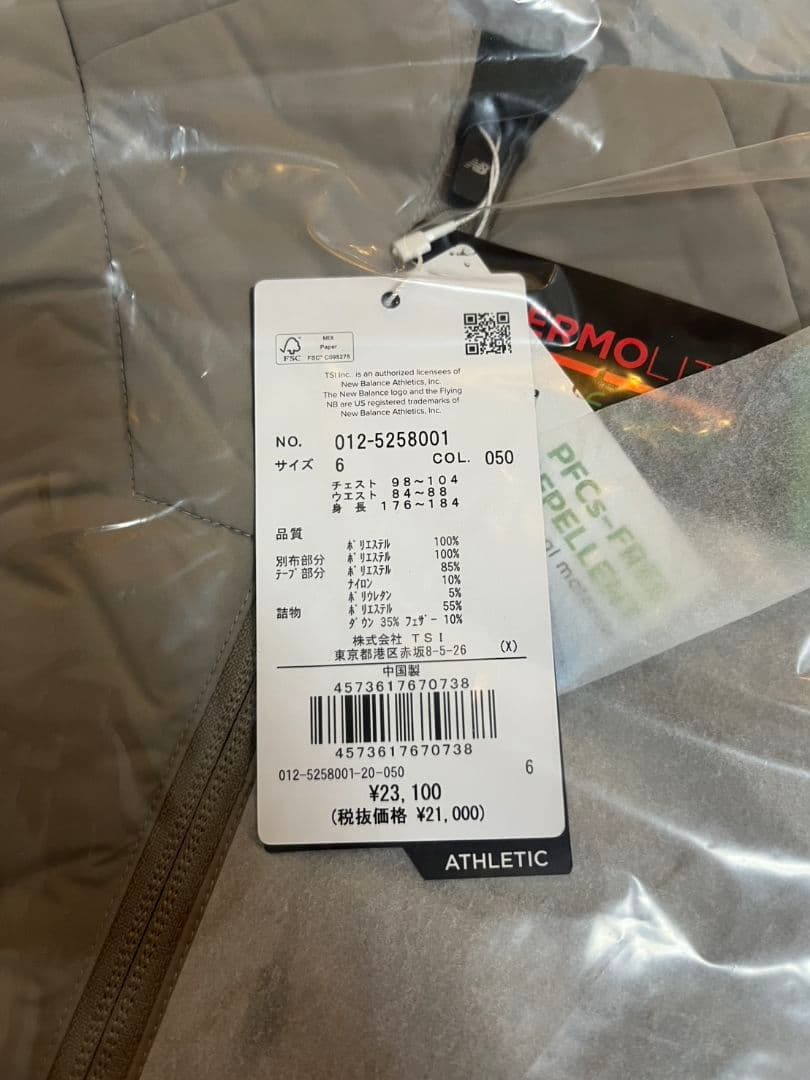 NB
MIX
Paper
FSC
FSC® C095275
TSI Inc. is an authorized licensees of
New Balance Athletics, Inc.
The New Balance logo and the Flying
NB are US registered trademarks of
New Balance Athletics, Inc.
NO. 012-5258001
サイズ 6 COL. 050
チェスト 98～104
ウエスト 84～88
身 長 176～184
品質
ﾎﾟﾘｴｽﾃﾙ 100%
別布部分 ﾎﾟﾘｴｽﾃﾙ 100%
ﾃｰﾌﾟ部分 ﾎﾟﾘｴｽﾃﾙ 85%
ﾅｲﾛﾝ 10%
ﾎﾟﾘｳﾚﾀﾝ 5%
詰物 ﾎﾟﾘｴｽﾃﾙ 55%
ﾀﾞｳﾝ 35% ﾌｪｻﾞｰ 10%
株式会社 ＴＳＩ
東京都港区赤坂8-5-26 (X)
中国製
4573617670738
4573617670738
012-5258001-20-050 6
¥23,100
(税抜価格 ¥21,000)
ATHLETIC
ERMOLIT
PFCs-FREE
EPELLEN